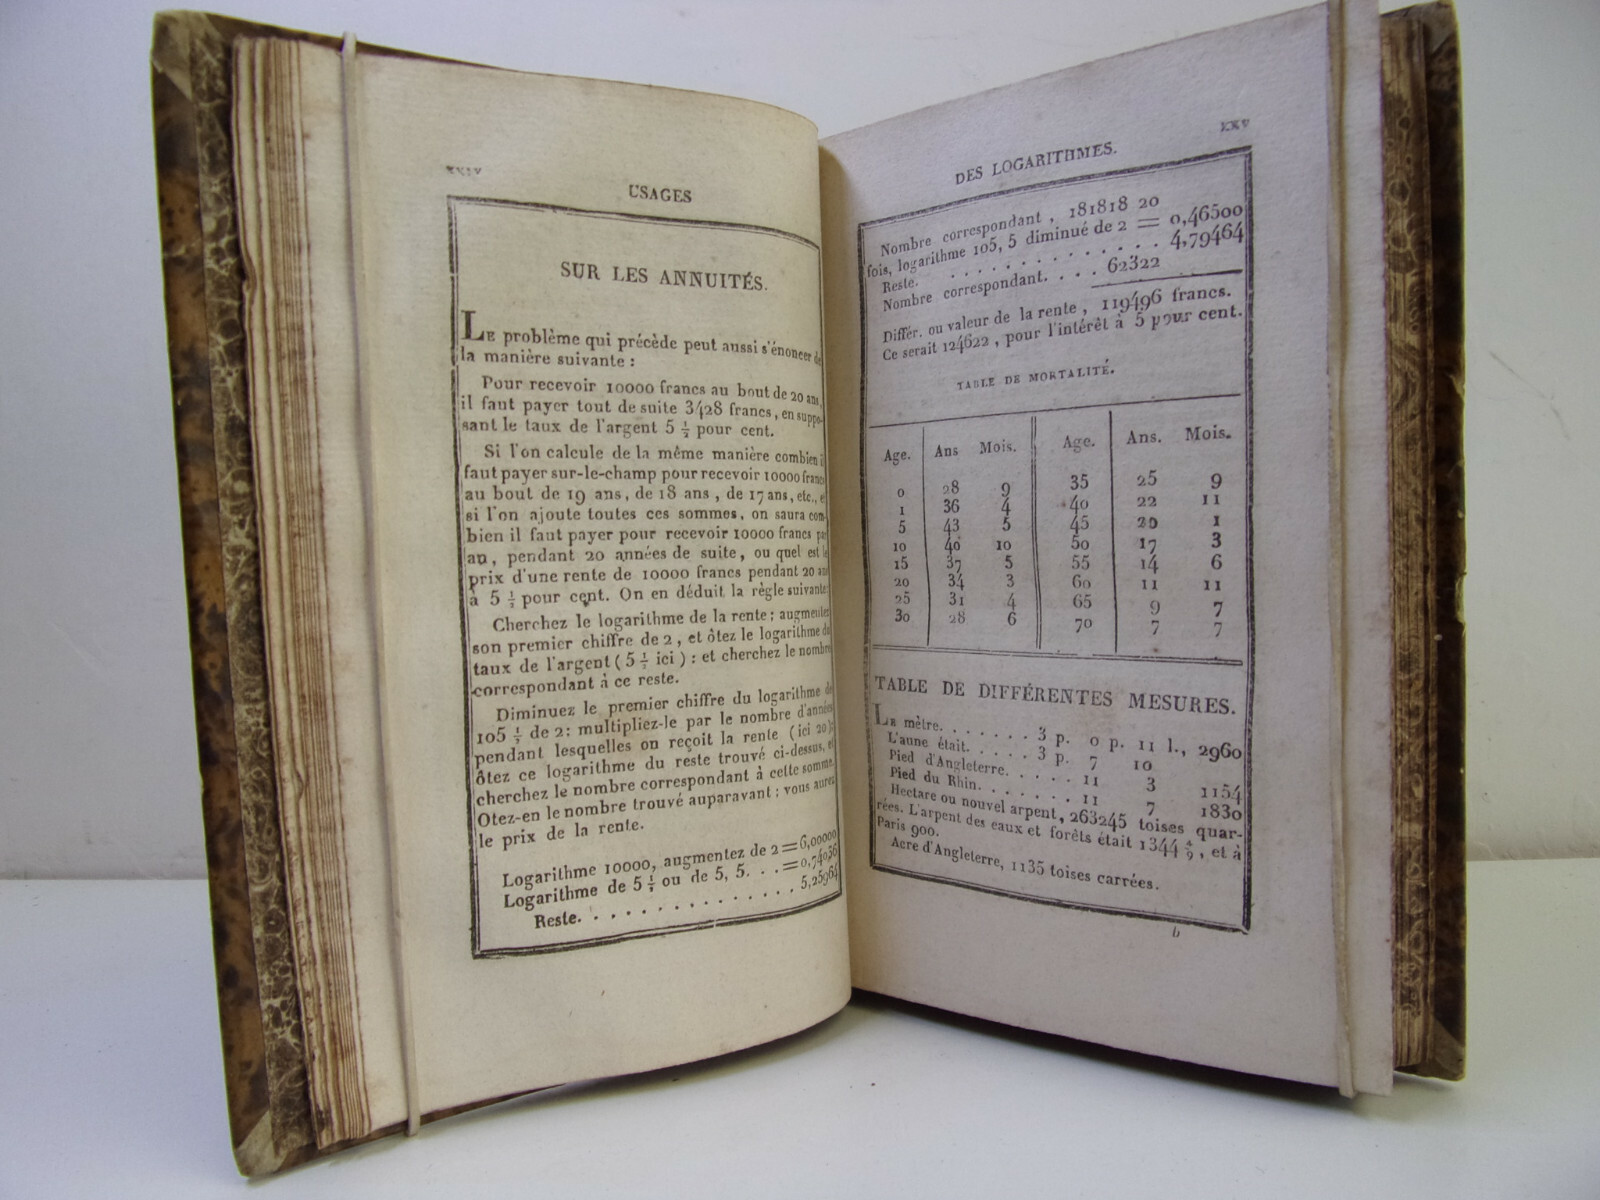 xxiv
USAGES
SUR LES ANNUITÉS.
LE problème qui précède peut aussi s'énoncer de
la manière suivante :
Pour recevoir 10000 francs au bout de 20 ans,
il faut payer tout de suite 3428 francs, en suppo-
sant le taux de l'argent 5 ½ pour cent.
Si l'on calcule de la même manière combien il
faut payer sur-le-champ pour recevoir 10000 francs
au bout de 19 ans, de 18 ans, de 17 ans, etc., e
si l'on ajoute toutes ces sommes, on saura com-
bien il faut payer pour recevoir 10000 francs par
an, pendant 20 années de suite, ou quel est le
prix d'une rente de 10000 francs pendant 20 ans
à 5 ½ pour cent. On en déduit la règle suivante
Cherchez le logarithme de la rente; augmentez
son premier chiffre de 2, et ôtez le logarithme du
taux de l'argent ( 5 ½ ici ) : et cherchez le nombre
correspondant à ce reste.
Diminuez le premier chiffre du logarithme de
105 ½ de 2 : multipliez-le par le nombre d'années
pendant lesquelles on reçoit la rente ( ici 20 );
ôtez ce logarithme du reste trouvé ci-dessus, et
cherchez le nombre correspondant à cette somme.
Otez-en le nombre trouvé auparavant ; vous aurez
le prix de la rente.
Logarithme 10000, augmentez de 2 = 6,00000
Logarithme de 5 ½ ou de 5, 5. . . = 0,74036
Reste. . . . . . . . . . . . . . 5,25964
xxv
DES LOGARITHMES.
Nombre correspondant , 181818 20
fois, logarithme 105, 5 diminué de 2 = 0,46500
Reste. . . . . . . . . . . 4,79464
Nombre correspondant. . . . 62322
Différ. ou valeur de la rente , 119496 francs.
Ce serait 124622 , pour l'intérêt à 5 pour cent.
TABLE DE MORTALITÉ.
Age. Ans Mois. Age. Ans. Mois.
0 28 9 35 25 9
1 36 4 40 22 11
5 43 5 45 20 1
10 40 10 50 17 3
15 37 5 55 14 6
20 34 3 60 11 11
25 31 4 65 9 7
30 28 6 70 7 7
TABLE DE DIFFÉRENTES MESURES.
LE mètre. . . . . . . 3 p. 0 p. 11 l., 2960
L'aune était. . . . . 3 p. 7 10
Pied d'Angleterre. . . . . 11 3 1154
Pied du Rhin. . . . . . . 11 7 1830
Hectare ou nouvel arpent, 263245 toises quar-
rées. L'arpent des eaux et forêts était 1344 4/9, et à
Paris 900.
Acre d'Angleterre, 1135 toises carrées.
b